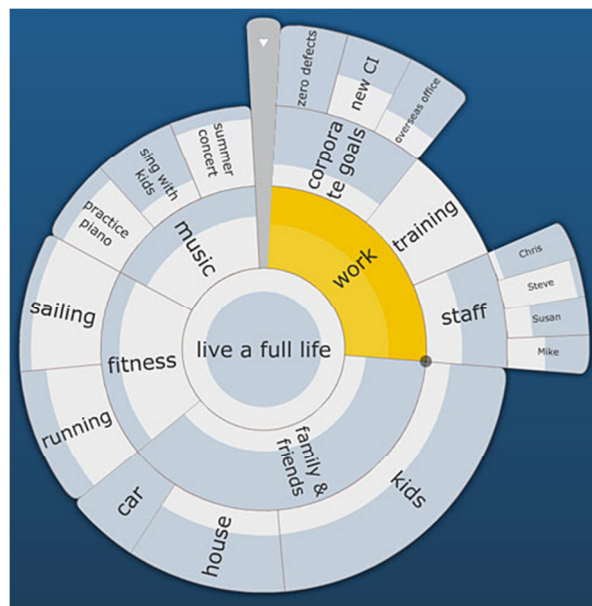 zero defects
new CI
overseas office
corpora
te goals
training
work
staff
Chris
Steve
Susan
Mike
live a full life
family &
friends
kids
house
car
fitness
running
sailing
music
practice
piano
sing with
kids
summer
concert